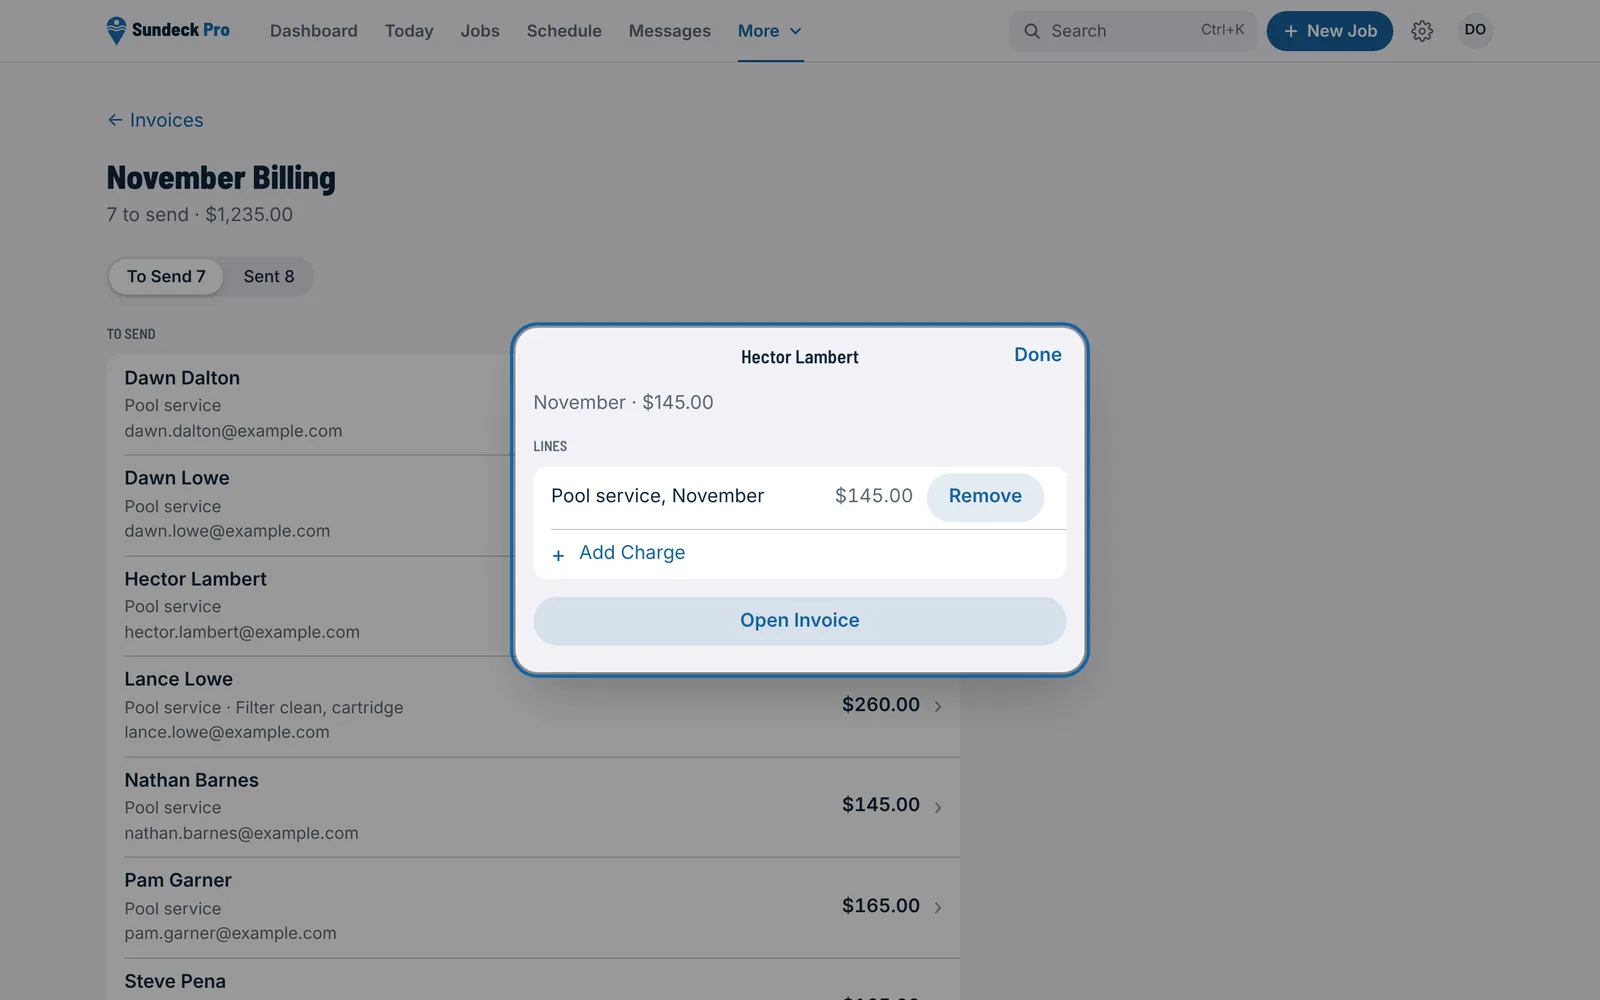 Sundeck Pro
Dashboard
Today
Jobs
Schedule
Messages
More
Search
Ctrl+K
+ New Job
DO
← Invoices
November Billing
7 to send · $1,235.00
To Send 7
Sent 8
TO SEND
Dawn Dalton
Pool service
dawn.dalton@example.com
Dawn Lowe
Pool service
dawn.lowe@example.com
Hector Lambert
Pool service
hector.lambert@example.com
Lance Lowe
Pool service · Filter clean, cartridge
lance.lowe@example.com
$260.00
Nathan Barnes
Pool service
nathan.barnes@example.com
$145.00
Pam Garner
Pool service
pam.garner@example.com
$165.00
Steve Pena
Hector Lambert
Done
November · $145.00
LINES
Pool service, November
$145.00
Remove
+ Add Charge
Open Invoice